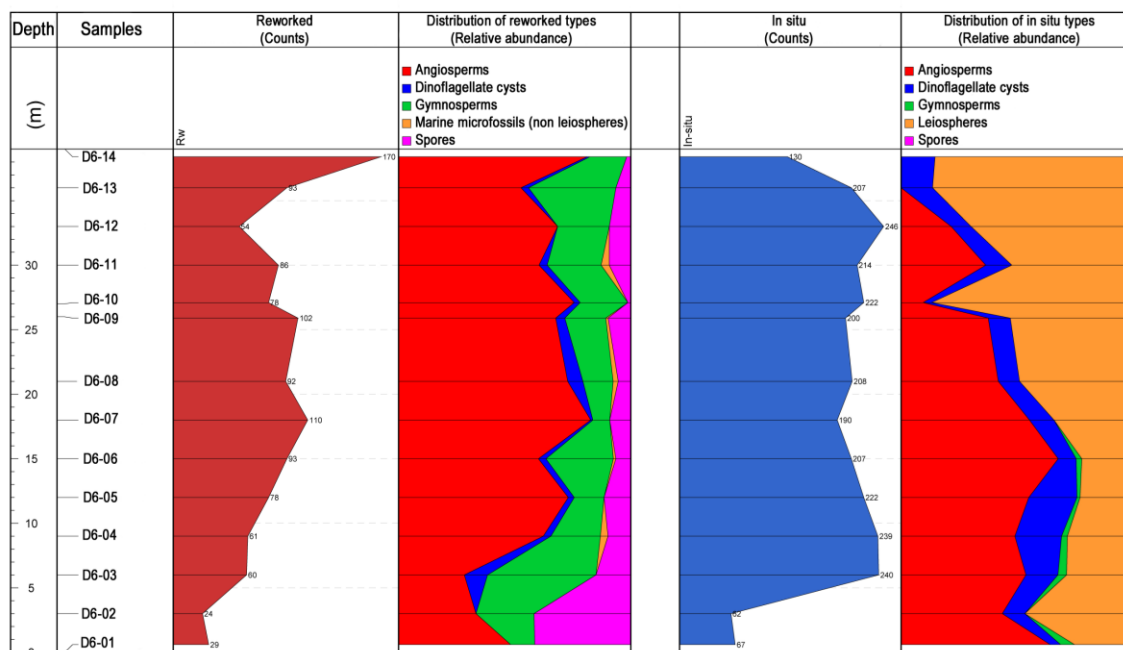 Depth
Samples
Reworked
(Counts)
Distribution of reworked types
(Relative abundance)
In situ
(Counts)
Distribution of in situ types
(Relative abundance)
(m)
Rw
Angiosperms
Dinoflagellate cysts
Gymnosperms
Marine microfossils (non leiospheres)
Spores
In-situ
Angiosperms
Dinoflagellate cysts
Gymnosperms
Leiospheres
Spores
D6-14
170
130
D6-13
93
207
D6-12
54
246
30
D6-11
86
214
D6-10
78
222
25
D6-09
102
200
D6-08
92
208
20
D6-07
110
190
15
D6-06
93
207
D6-05
78
222
10
D6-04
61
239
D6-03
60
240
5
D6-02
24
62
D6-01
29
67